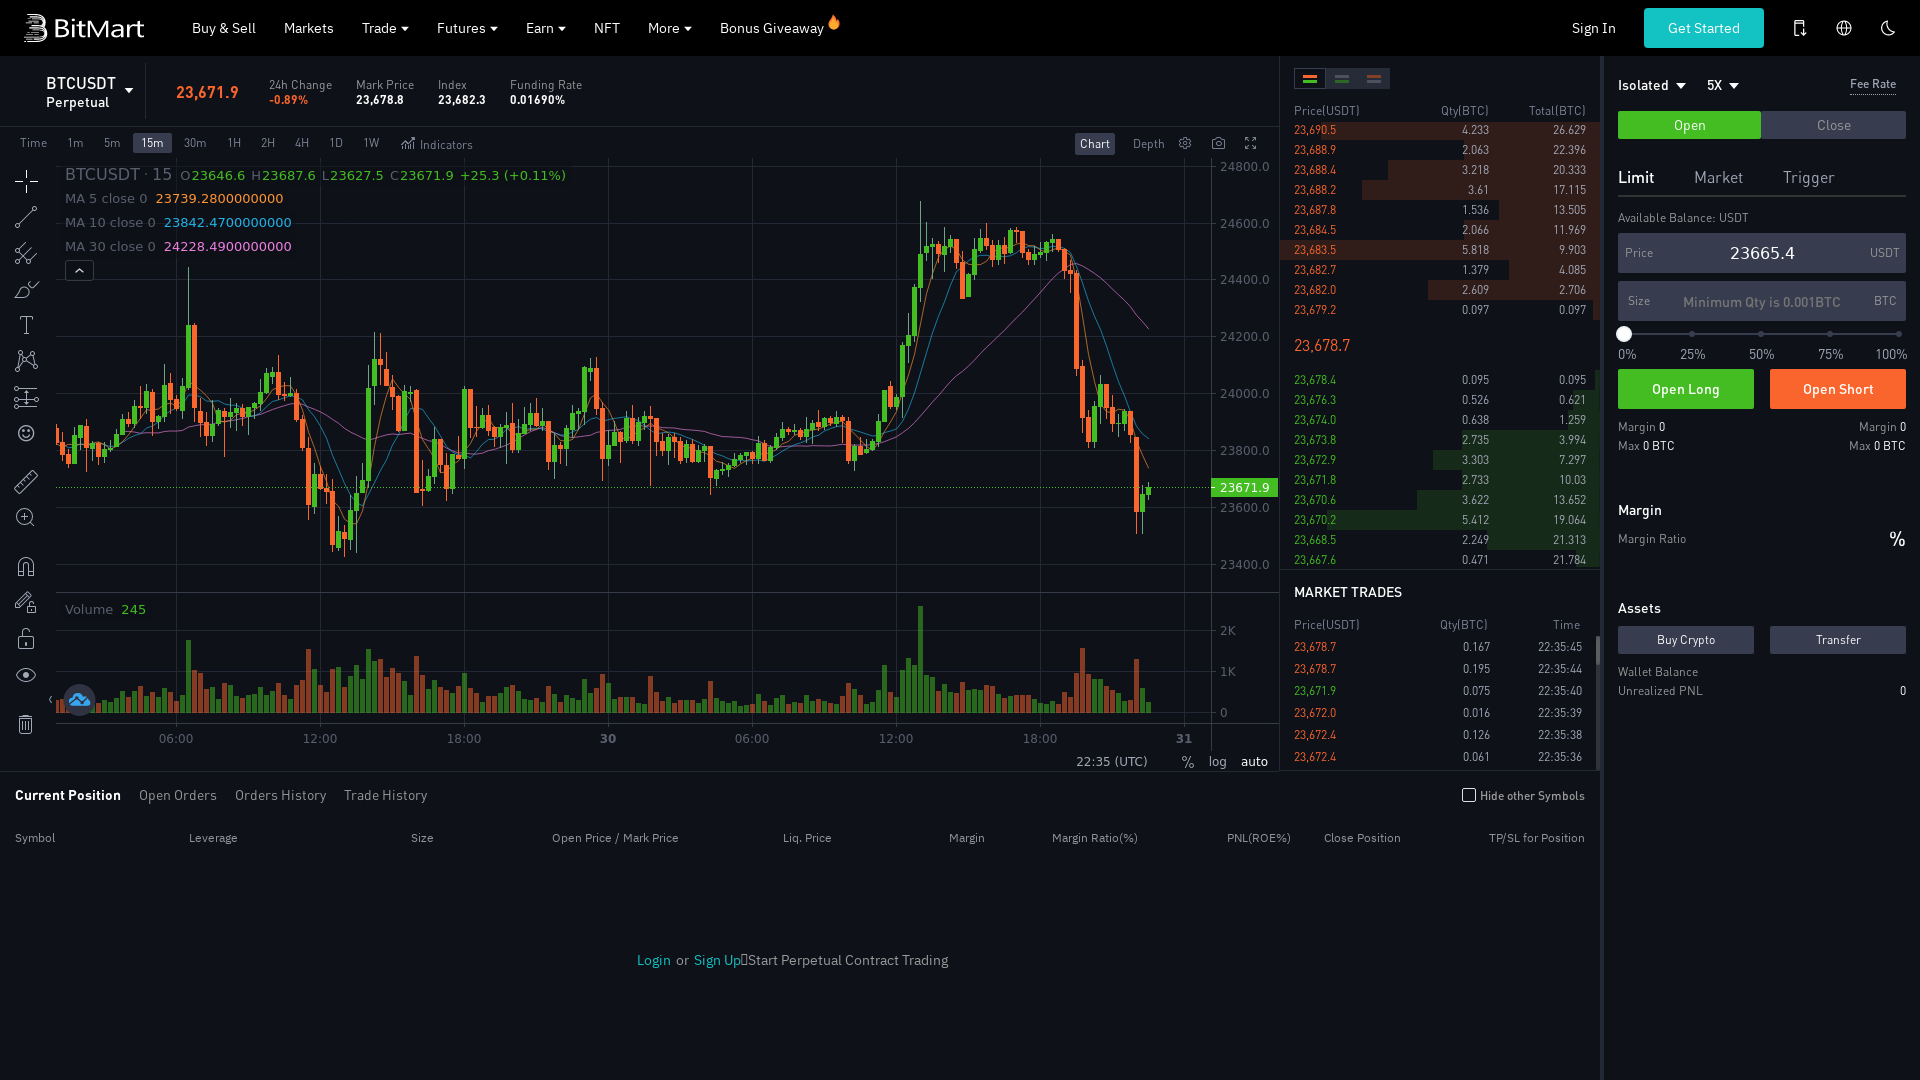 BitMart
Buy & Sell Markets Trade Futures Earn NFT More Bonus Giveaway Sign In Get Started
BTCUSDT
Perpetual
23,671.9
24h Change Mark Price Index Funding Rate
-0.89% 23,678.8 23,682.3 0.01690%
Time 1m 5m 15m 30m 1H 2H 4H 1D 1W Indicators Chart Depth
BTCUSDT · 15 O23646.6 H23687.6 L23627.5 C23671.9 +25.3 (+0.11%)
MA 5 close 0 23739.2800000000
MA 10 close 0 23842.4700000000
MA 30 close 0 24228.4900000000
24800.0
24600.0
24400.0
24200.0
24000.0
23800.0
23671.9
23600.0
23400.0
Volume 245
2K
1K
0
06:00 12:00 18:00 30 06:00 12:00 18:00 31
22:35 (UTC) % log auto
Price(USDT) Qty(BTC) Total(BTC)
23,690.5 4.233 26.629
23,688.9 2.063 22.396
23,688.4 3.218 20.333
23,688.2 3.61 17.115
23,687.8 1.536 13.505
23,684.5 2.066 11.969
23,683.5 5.818 9.903
23,682.7 1.379 4.085
23,682.0 2.609 2.706
23,679.2 0.097 0.097
23,678.7
23,678.4 0.095 0.095
23,676.3 0.526 0.621
23,674.0 0.638 1.259
23,673.8 2.735 3.994
23,672.9 3.303 7.297
23,671.8 2.733 10.03
23,670.6 3.622 13.652
23,670.2 5.412 19.064
23,668.5 2.249 21.313
23,667.6 0.471 21.784
MARKET TRADES
Price(USDT) Qty(BTC) Time
23,678.7 0.167 22:35:45
23,678.7 0.195 22:35:44
23,671.9 0.075 22:35:40
23,672.0 0.016 22:35:39
23,672.4 0.126 22:35:38
23,672.4 0.061 22:35:36
Isolated 5X Fee Rate
Open Close
Limit Market Trigger
Available Balance: USDT
Price 23665.4 USDT
Size Minimum Qty is 0.001BTC BTC
0% 25% 50% 75% 100%
Open Long Open Short
Margin 0 Margin 0
Max 0 BTC Max 0 BTC
Margin
Margin Ratio %
Assets
Buy Crypto Transfer
Wallet Balance
Unrealized PNL 0
Current Position Open Orders Orders History Trade History Hide other Symbols
Symbol Leverage Size Open Price / Mark Price Liq. Price Margin Margin Ratio(%) PNL(ROE%) Close Position TP/SL for Position
Login or Sign Up Start Perpetual Contract Trading